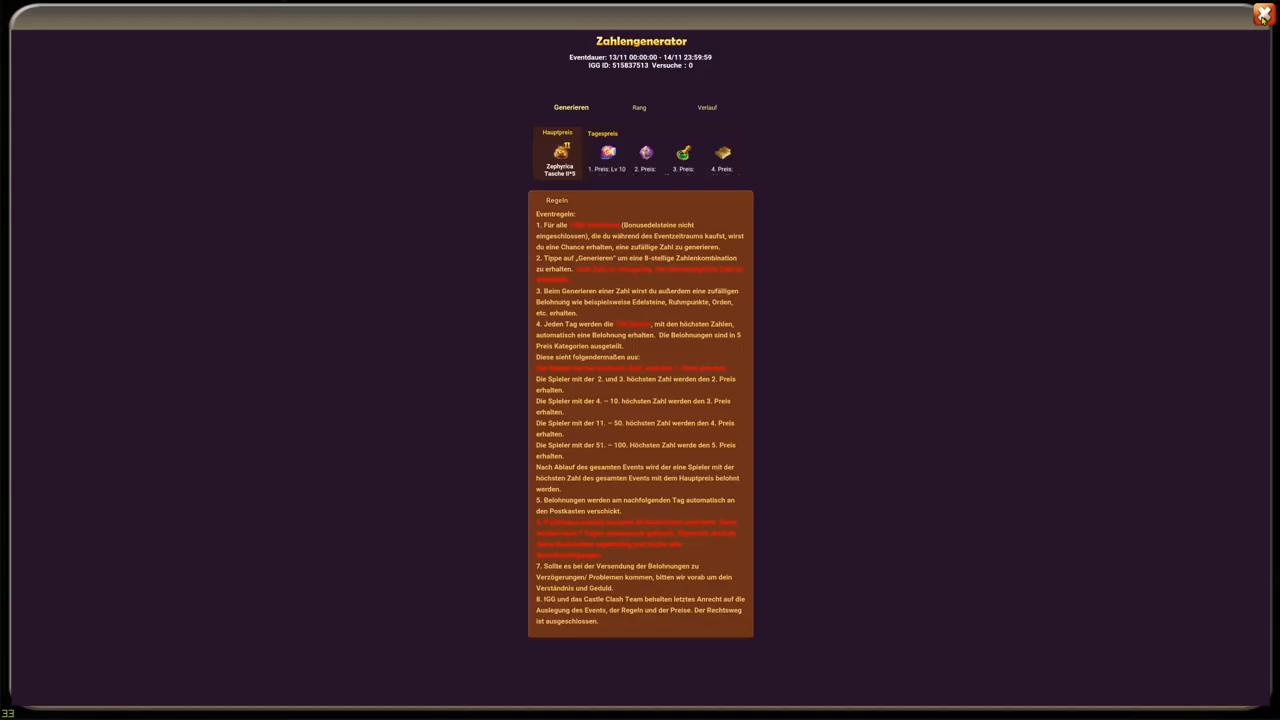 Zahlengenerator
Eventdauer: 13/11 00:00:00 - 14/11 23:59:59
IGG ID: 515837513 Versuche : 0
Generieren Rang Verlauf
Hauptpreis
Tagespreis
Zephyrica
Tasche II*5
1. Preis: Lv 10 2. Preis: 3. Preis: 4. Preis:
Regeln
Eventregeln:
1. Für alle (Bonusedelsteine nicht
eingeschlossen), die du während des Eventzeitraums kaufst, wirst
du eine Chance erhalten, eine zufällige Zahl zu generieren.
2. Tippe auf „Generieren“ um eine 8-stellige Zahlenkombination
zu erhalten.
3. Beim Generieren einer Zahl wirst du außerdem eine zufäfligen
Belohnung wie beispielsweise Edelsteine, Ruhmpunkte, Orden,
etc. erhalten.
4. Jeden Tag werden die , mit den höchsten Zahlen,
automatisch eine Belohnung erhalten. Die Belohnungen sind in 5
Preis Kategorien ausgeteilt.
Diese sieht folgendermaßen aus:
Die Spieler mit der 2. und 3. höchsten Zahl werden den 2. Preis
erhalten.
Die Spieler mit der 4. – 10. höchsten Zahl werden den 3. Preis
erhalten.
Die Spieler mit der 11. – 50. höchsten Zahl werden den 4. Preis
erhalten.
Die Spieler mit der 51. – 100. Höchsten Zahl werde den 5. Preis
erhalten.
Nach Ablauf des gesamten Events wird der eine Spieler mit der
höchsten Zahl des gesamten Events mit dem Hauptpreis belohnt
werden.
5. Belohnungen werden am nachfolgenden Tag automatisch an
den Postkasten verschickt.
7. Sollte es bei der Versendung der Belohnungen zu
Verzögerungen/ Problemen kommen, bitten wir vorab um dein
Verständnis und Geduld.
8. IGG und das Castle Clash Team behalten letztes Anrecht auf die
Auslegung des Events, der Regeln und der Preise. Der Rechtsweg
ist ausgeschlossen.
33